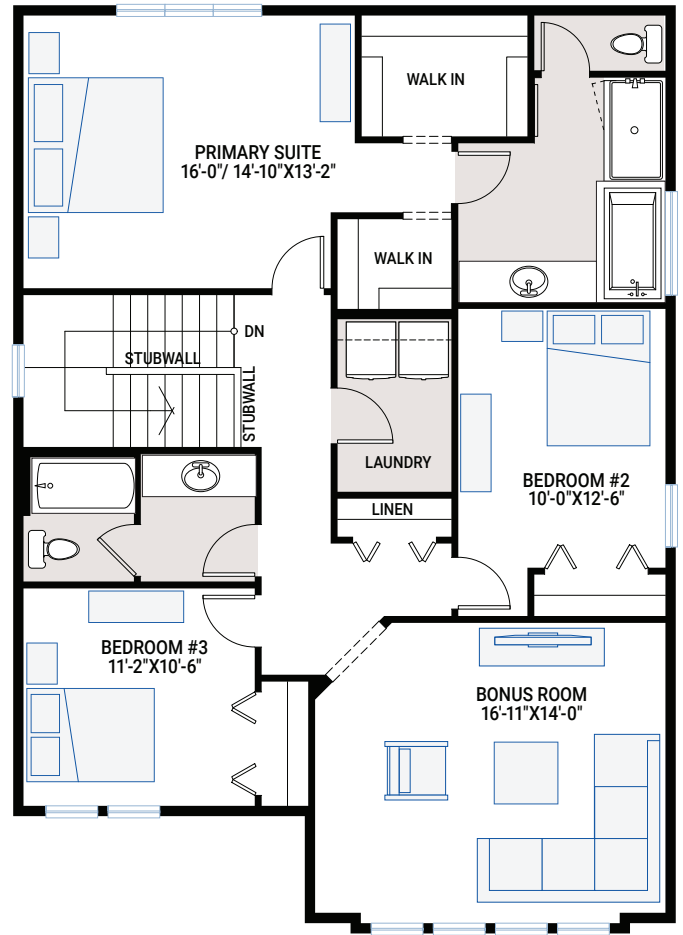 WALK IN
PRIMARY SUITE
16'-0"/ 14'-10"X13'-2"
WALK IN
DN
STUBWALL
STUBWALL
LAUNDRY
BEDROOM #2
10'-0"X12'-6"
LINEN
BEDROOM #3
11'-2"X10'-6"
BONUS ROOM
16'-11"X14'-0"